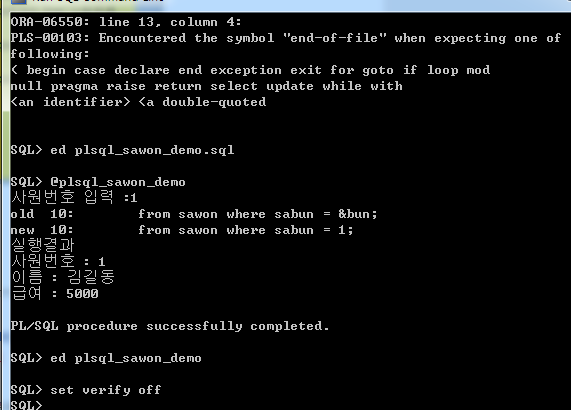 ORA-06550: line 13, column 4:
PLS-00103: Encountered the symbol "end-of-file" when expecting one of
following:
( begin case declare end exception exit for goto if loop mod
null pragma raise return select update while with
<an identifier> <a double-quoted
SQL> ed plsql_sawon_demo.sql
SQL> @plsql_sawon_demo
사원번호 입력 :1
old  10:        from sawon where sabun = &bun;
new  10:        from sawon where sabun = 1;
실행결과
사원번호 : 1
이름 : 김길동
급여 : 5000
PL/SQL procedure successfully completed.
SQL> ed plsql_sawon_demo
SQL> set verify off
SQL>